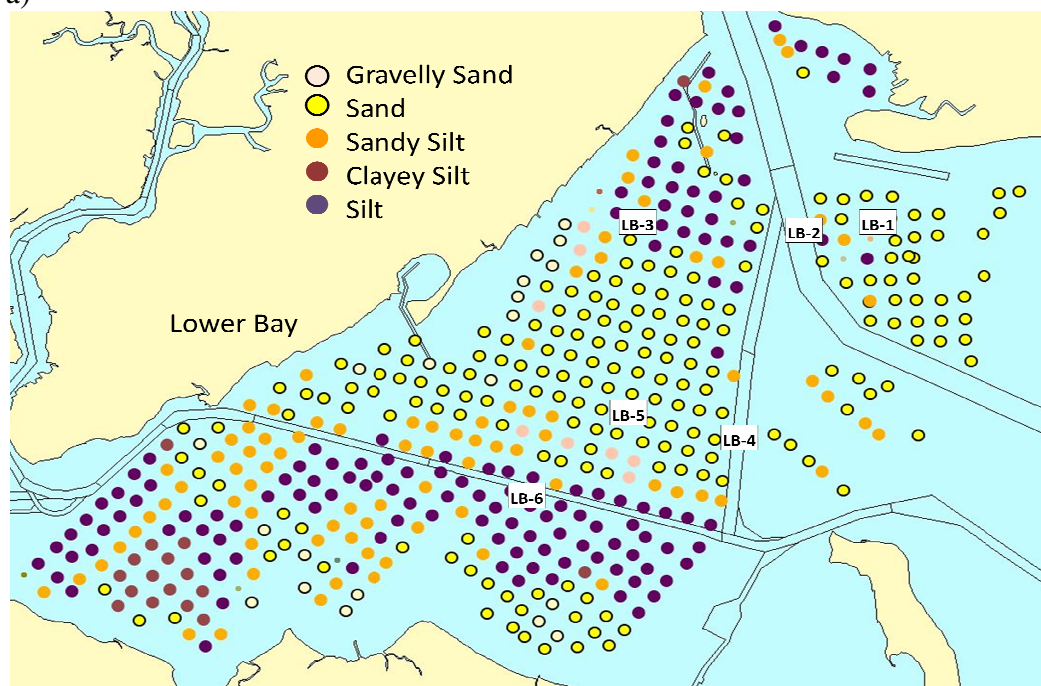 a)
Gravelly Sand
Sand
Sandy Silt
Clayey Silt
Silt
LB-3
LB-2
LB-1
Lower Bay
LB-5
LB-4
LB-6